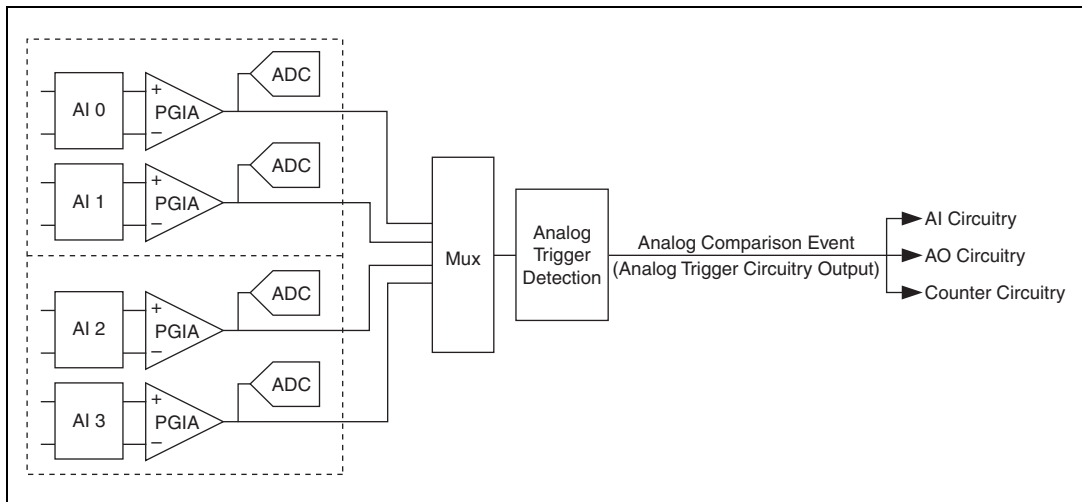 ADC
AI 0
+
PGIA
–
ADC
AI 1
+
PGIA
–
ADC
AI 2
+
PGIA
–
ADC
AI 3
+
PGIA
–
Mux
Analog
Trigger
Detection
Analog Comparison Event
(Analog Trigger Circuitry Output)
AI Circuitry
AO Circuitry
Counter Circuitry